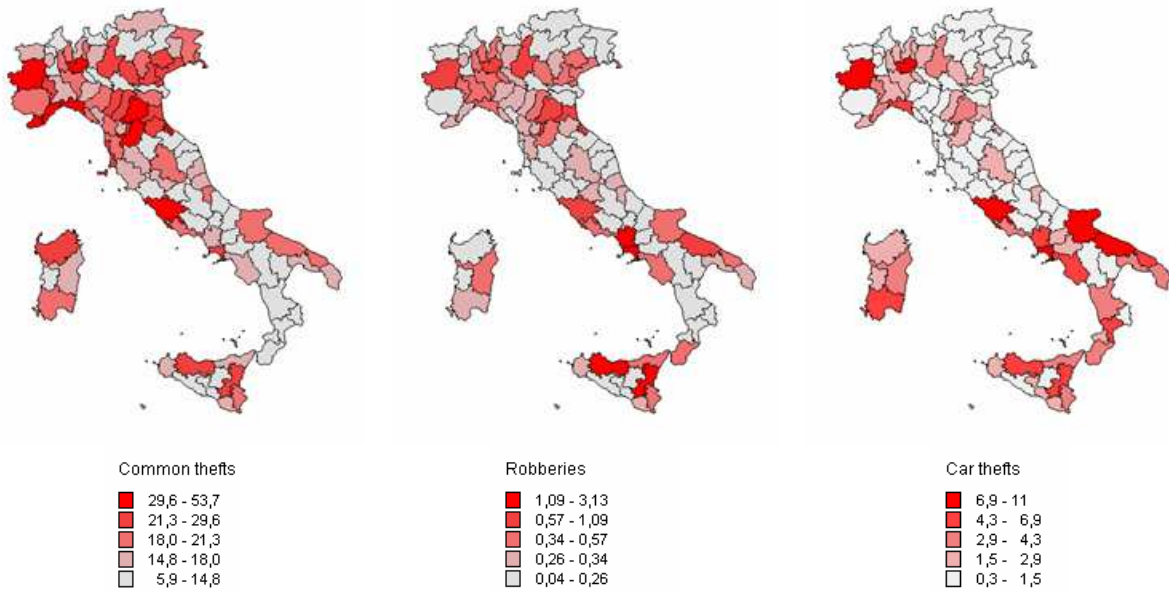 Common thefts
29,6 - 53,7
21,3 - 29,6
18,0 - 21,3
14,8 - 18,0
5,9 - 14,8
Robberies
1,09 - 3,13
0,57 - 1,09
0,34 - 0,57
0,26 - 0,34
0,04 - 0,26
Car thefts
6,9 - 11
4,3 - 6,9
2,9 - 4,3
1,5 - 2,9
0,3 - 1,5